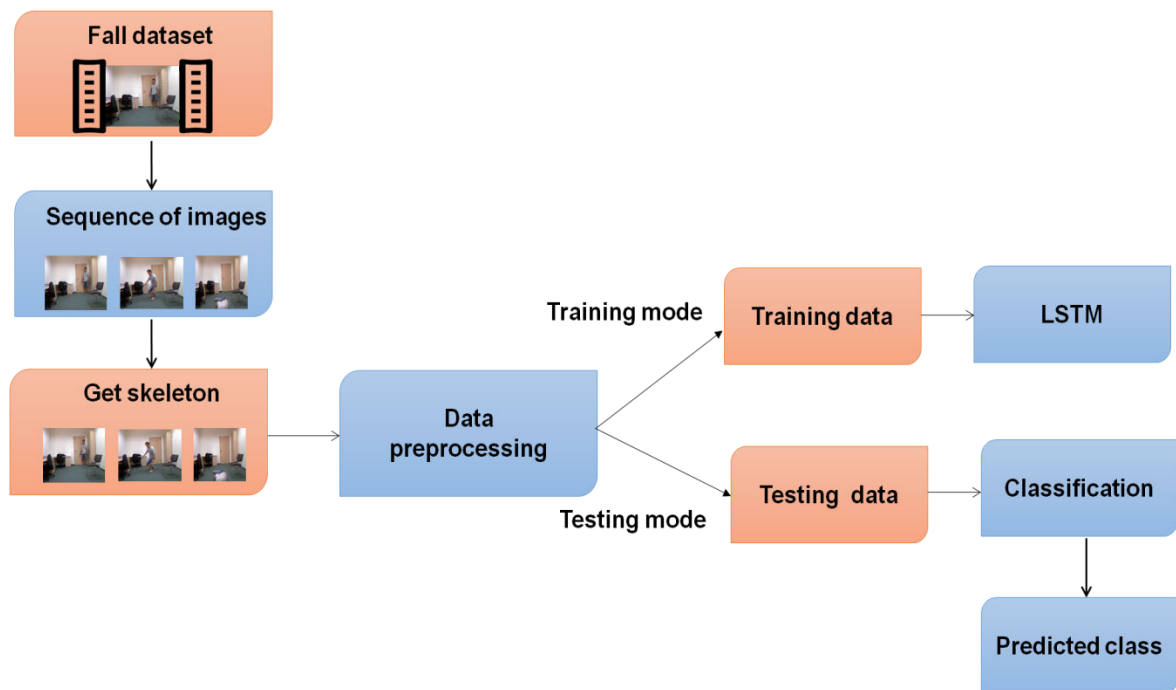 Fall dataset
Sequence of images
Get skeleton
Data
preprocessing
Training mode
Testing mode
Training data
LSTM
Testing data
Classification
Predicted class